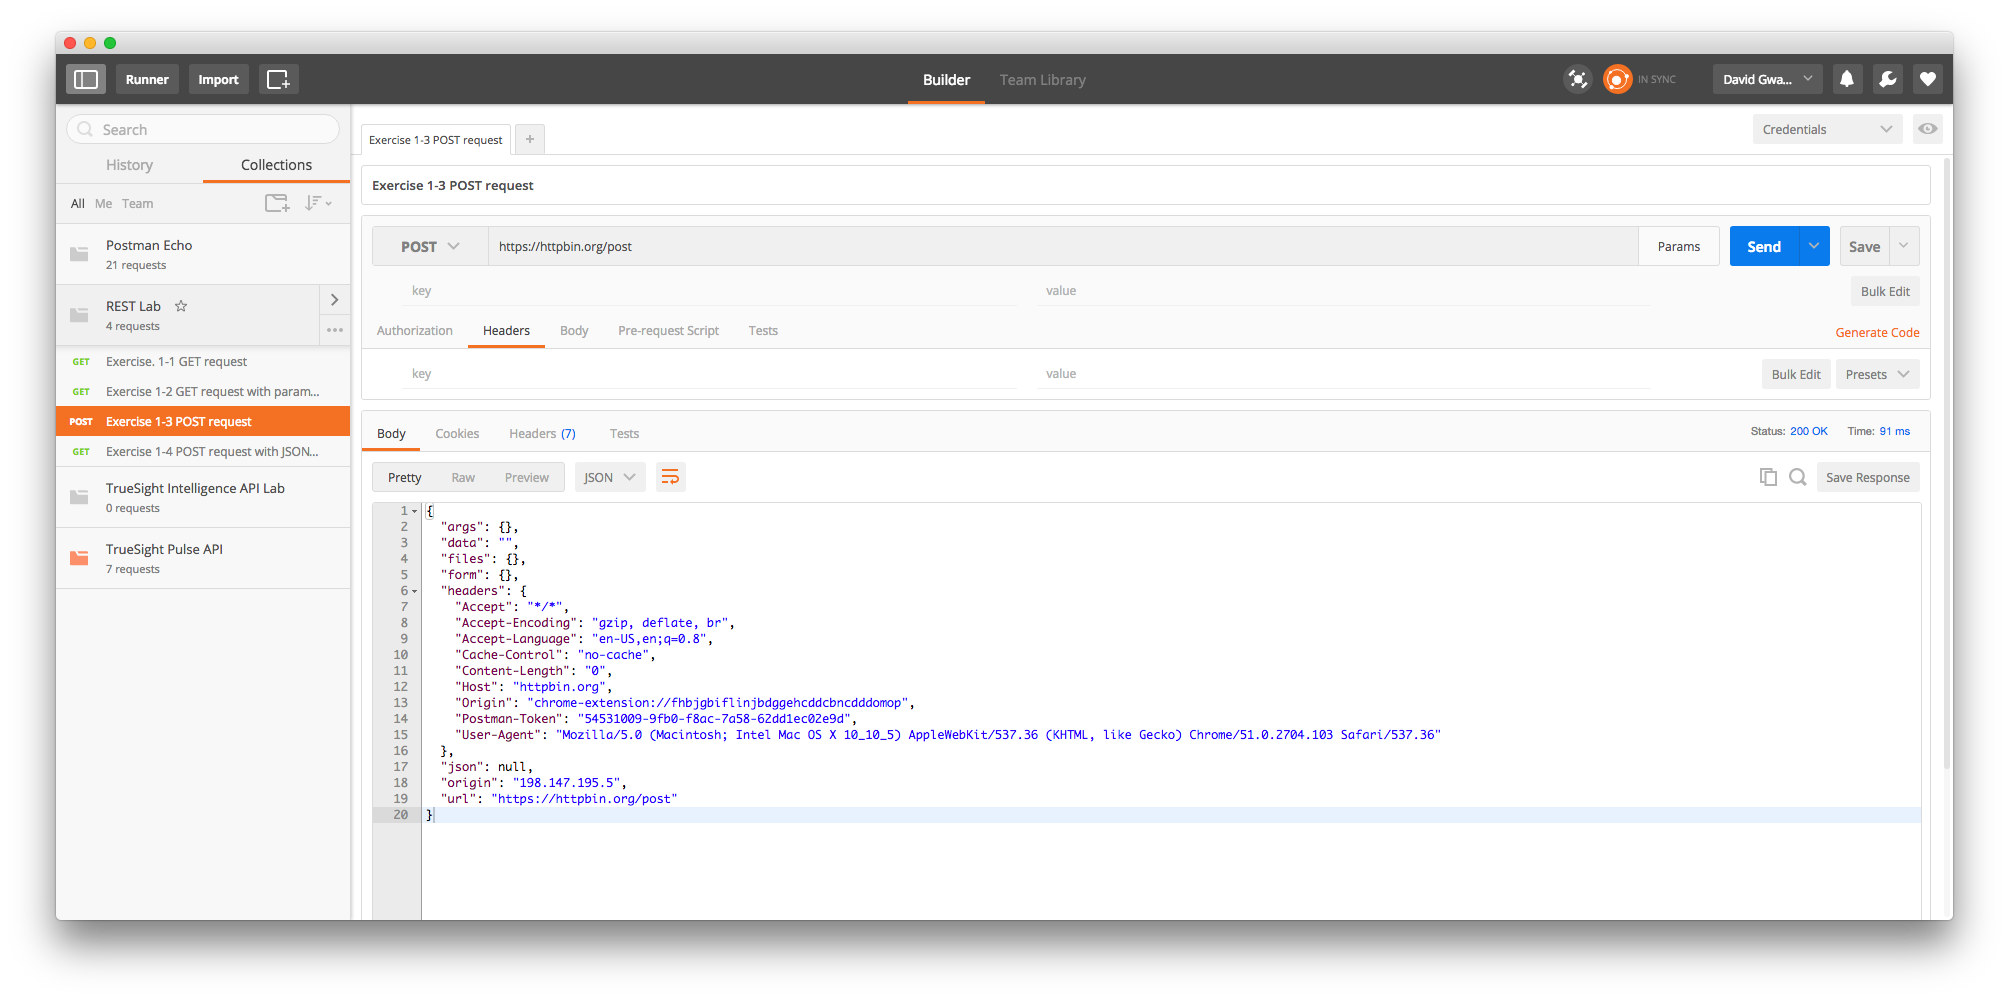 Runner Import Builder Team Library IN SYNC David Gwa...
Search
History Collections
All Me Team
Postman Echo
21 requests
REST Lab
4 requests
GET Exercise. 1-1 GET request
GET Exercise 1-2 GET request with param...
POST Exercise 1-3 POST request
GET Exercise 1-4 POST request with JSON...
TrueSight Intelligence API Lab
0 requests
TrueSight Pulse API
7 requests
Exercise 1-3 POST request + Credentials
Exercise 1-3 POST request
POST https://httpbin.org/post Params Send Save
key value Bulk Edit
Authorization Headers Body Pre-request Script Tests Generate Code
key value Bulk Edit Presets
Body Cookies Headers (7) Tests Status: 200 OK Time: 91 ms
Pretty Raw Preview JSON Save Response
1 {
2 "args": {},
3 "data": "",
4 "files": {},
5 "form": {},
6 "headers": {
7 "Accept": "*/*",
8 "Accept-Encoding": "gzip, deflate, br",
9 "Accept-Language": "en-US,en;q=0.8",
10 "Cache-Control": "no-cache",
11 "Content-Length": "0",
12 "Host": "httpbin.org",
13 "Origin": "chrome-extension://fhbjgbiflinjbdggehcddcbncdddomop",
14 "Postman-Token": "54531009-9fb0-f8ac-7a58-62dd1ec02e9d",
15 "User-Agent": "Mozilla/5.0 (Macintosh; Intel Mac OS X 10_10_5) AppleWebKit/537.36 (KHTML, like Gecko) Chrome/51.0.2704.103 Safari/537.36"
16 },
17 "json": null,
18 "origin": "198.147.195.5",
19 "url": "https://httpbin.org/post"
20 }